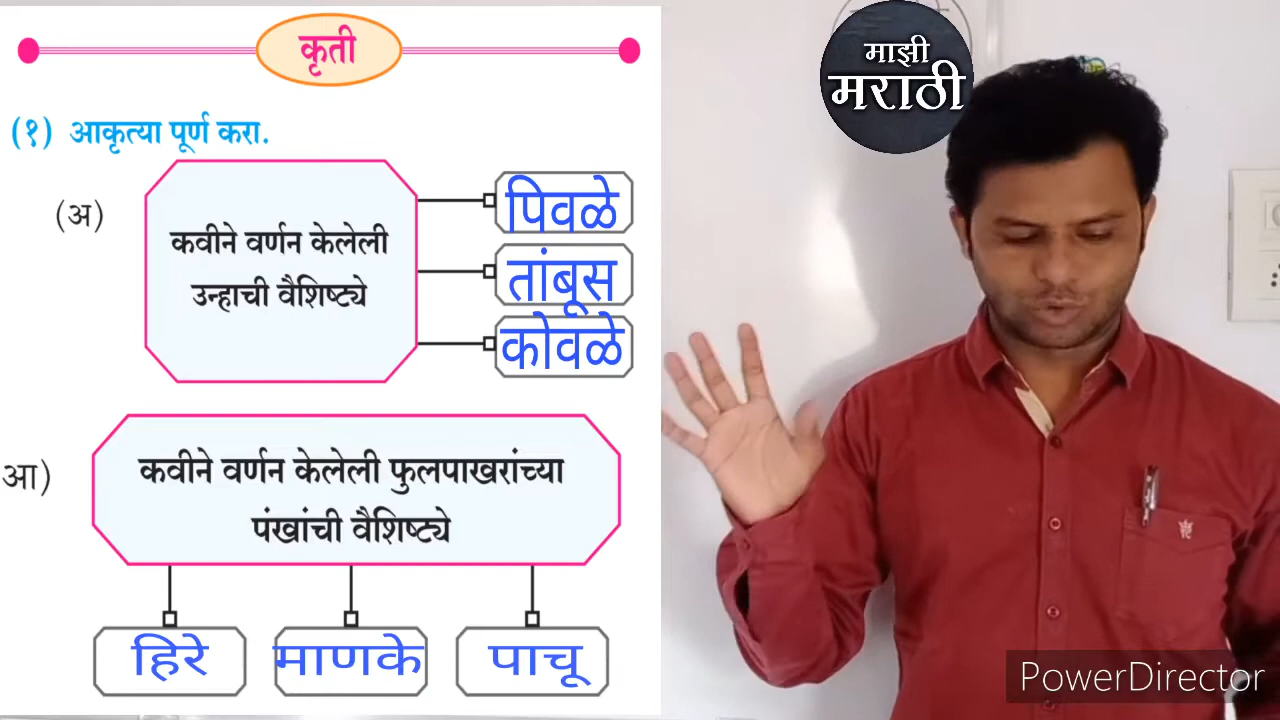 कृती
(१) आकृत्या पूर्ण करा.
(अ)
कवीने वर्णन केलेली
उन्हाची वैशिष्ट्ये
पिवळे
तांबूस
कोवळे
आ)
कवीने वर्णन केलेली फुलपाखरांच्या
पंखांची वैशिष्ट्ये
हिरे
माणके
पाचू
माझी
मराठी
PowerDirector